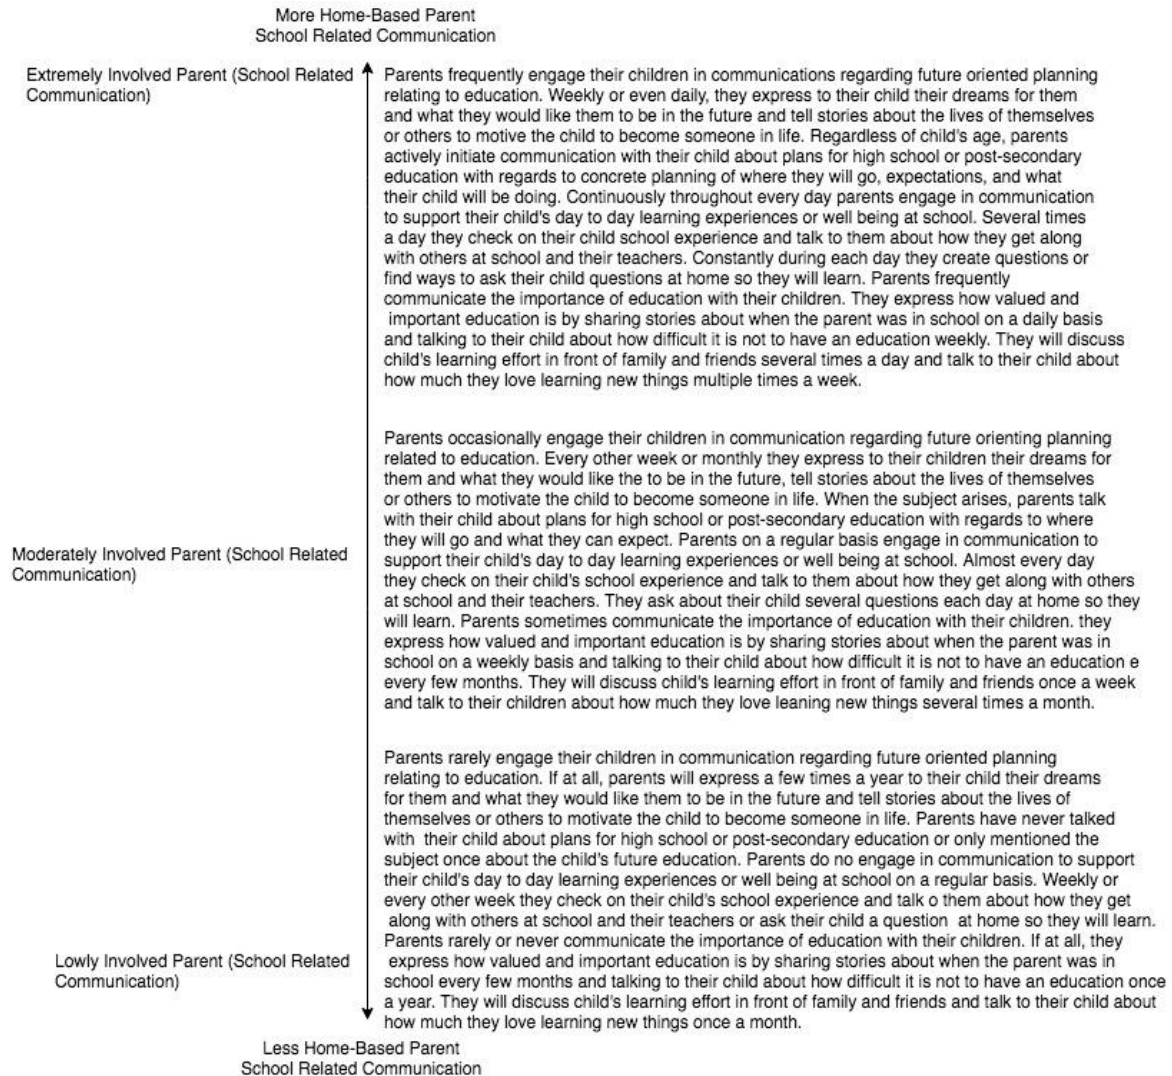 More Home-Based Parent
School Related Communication
Extremely Involved Parent (School Related
Communication)
Parents frequently engage their children in communications regarding future oriented planning
relating to education. Weekly or even daily, they express to their child their dreams for them
and what they would like them to be in the future and tell stories about the lives of themselves
or others to motive the child to become someone in life. Regardless of child's age, parents
actively initiate communication with their child about plans for high school or post-secondary
education with regards to concrete planning of where they will go, expectations, and what
their child will be doing. Continuously throughout every day parents engage in communication
to support their child's day to day learning experiences or well being at school. Several times
a day they check on their child school experience and talk to them about how they get along
with others at school and their teachers. Constantly during each day they create questions or
find ways to ask their child questions at home so they will learn. Parents frequently
communicate the importance of education with their children. They express how valued and
important education is by sharing stories about when the parent was in school on a daily basis
and talking to their child about how difficult it is not to have an education weekly. They will discuss
child's learning effort in front of family and friends several times a day and talk to their child about
how much they love learning new things multiple times a week.
Moderately Involved Parent (School Related
Communication)
Parents occasionally engage their children in communication regarding future orienting planning
related to education. Every other week or monthly they express to their children their dreams for
them and what they would like the to be in the future, tell stories about the lives of themselves
or others to motivate the child to become someone in life. When the subject arises, parents talk
with their child about plans for high school or post-secondary education with regards to where
they will go and what they can expect. Parents on a regular basis engage in communication to
support their child's day to day learning experiences or well being at school. Almost every day
they check on their child's school experience and talk to them about how they get along with others
at school and their teachers. They ask about their child several questions each day at home so they
will learn. Parents sometimes communicate the importance of education with their children. they
express how valued and important education is by sharing stories about when the parent was in
school on a weekly basis and talking to their child about how difficult it is not to have an education e
every few months. They will discuss child's learning effort in front of family and friends once a week
and talk to their children about how much they love leaning new things several times a month.
Lowly Involved Parent (School Related
Communication)
Parents rarely engage their children in communication regarding future oriented planning
relating to education. If at all, parents will express a few times a year to their child their dreams
for them and what they would like them to be in the future and tell stories about the lives of
themselves or others to motivate the child to become someone in life. Parents have never talked
with their child about plans for high school or post-secondary education or only mentioned the
subject once about the child's future education. Parents do no engage in communication to support
their child's day to day learning experiences or well being at school on a regular basis. Weekly or
every other week they check on their child's school experience and talk o them about how they get
along with others at school and their teachers or ask their child a question at home so they will learn.
Parents rarely or never communicate the importance of education with their children. If at all, they
express how valued and important education is by sharing stories about when the parent was in
school every few months and talking to their child about how difficult it is not to have an education once
a year. They will discuss child's learning effort in front of family and friends and talk to their child about
how much they love learning new things once a month.
Less Home-Based Parent
School Related Communication